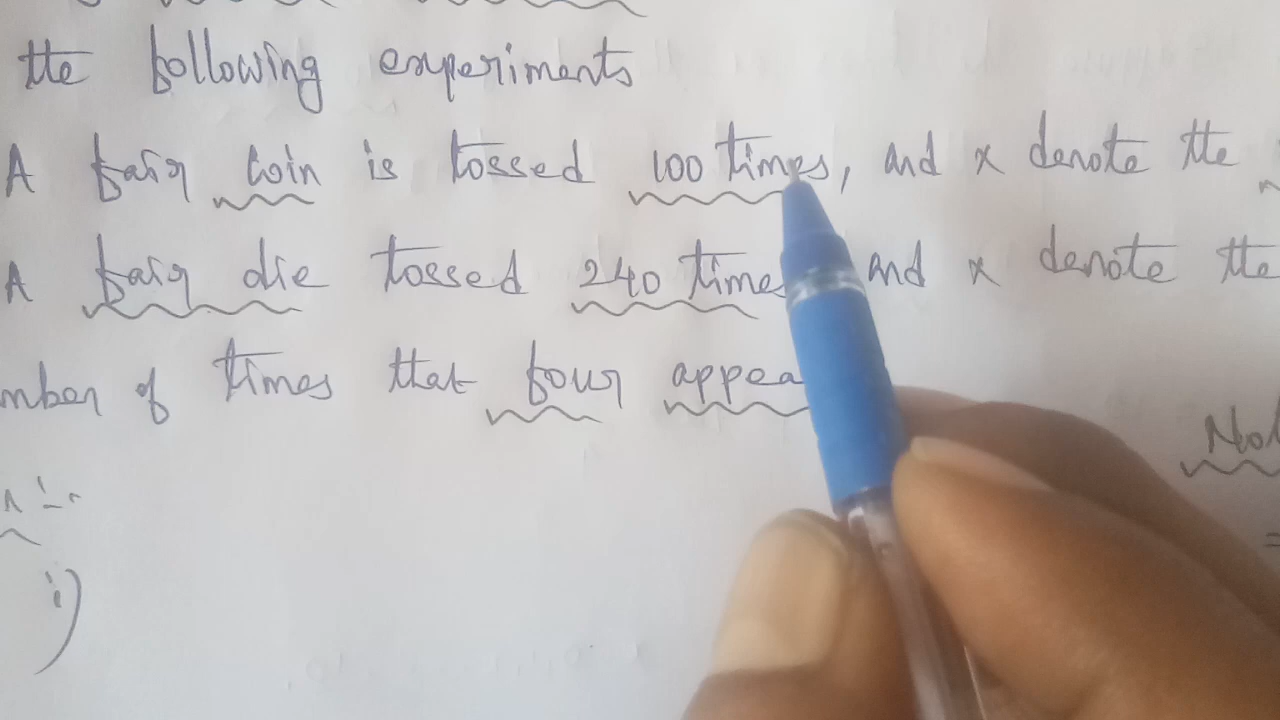 the following experiments
A fair coin is tossed 100 times, and x denote the
A fair die tossed 240 times and x denote the
mber of times that four appea
i)